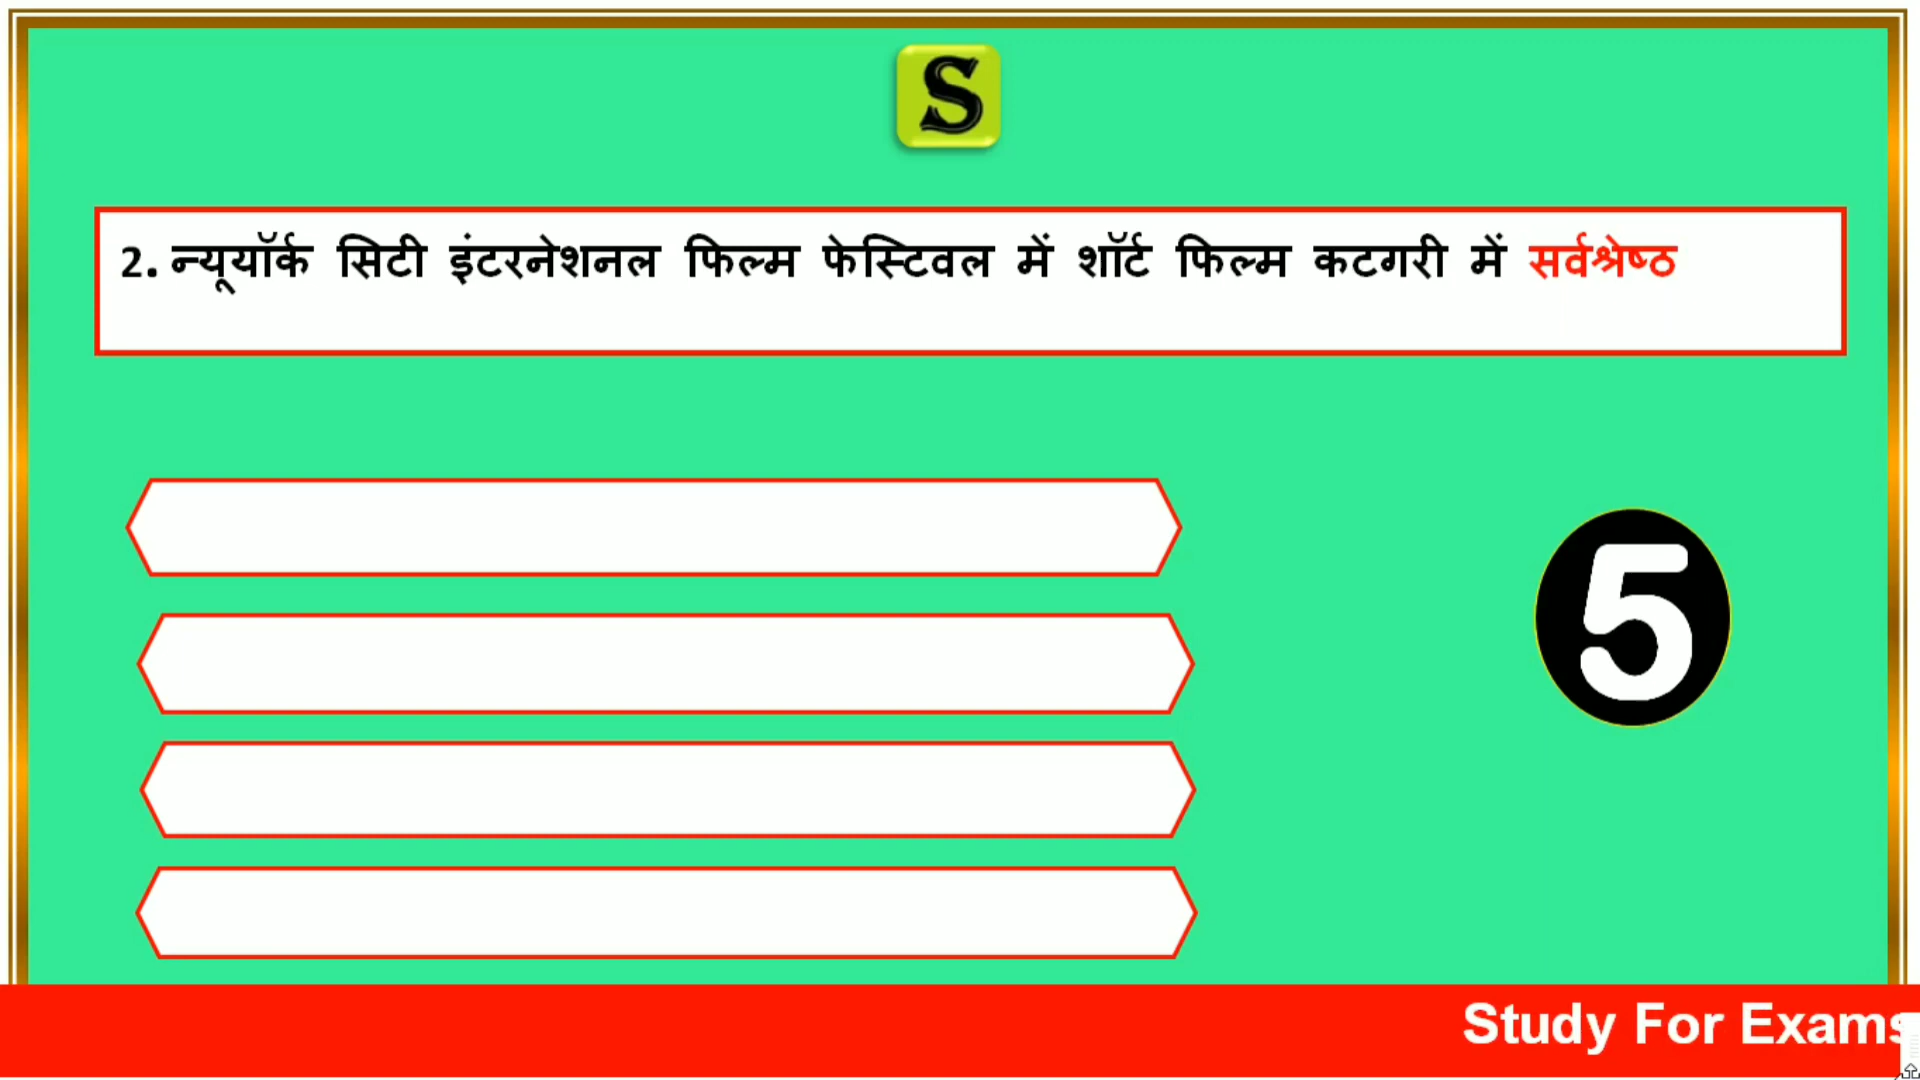 S
2. न्यूयॉर्क सिटी इंटरनेशनल फिल्म फेस्टिवल में शॉर्ट फिल्म कटगरी में सर्वश्रेष्ठ
5
Study For Exams